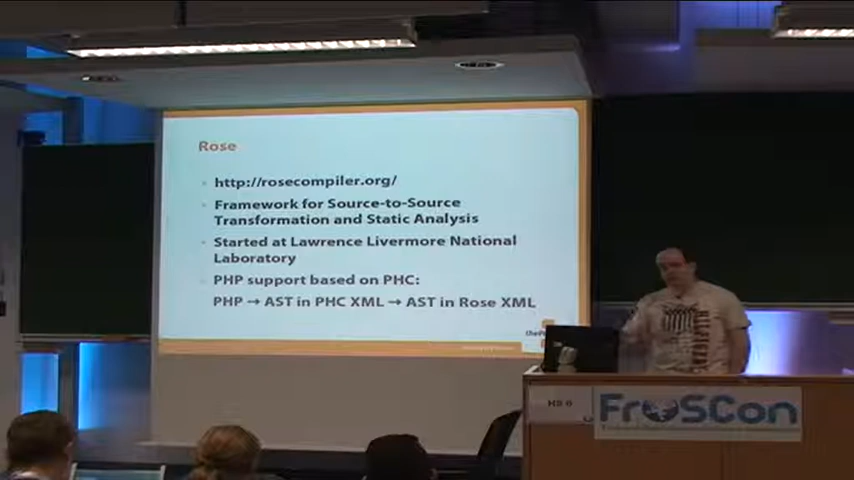 Rose
http://rosecompiler.org/
Framework for Source-to-Source
Transformation and Static Analysis
Started at Lawrence Livermore National
Laboratory
PHP support based on PHC:
PHP → AST in PHC XML → AST in Rose XML
FrOSCon